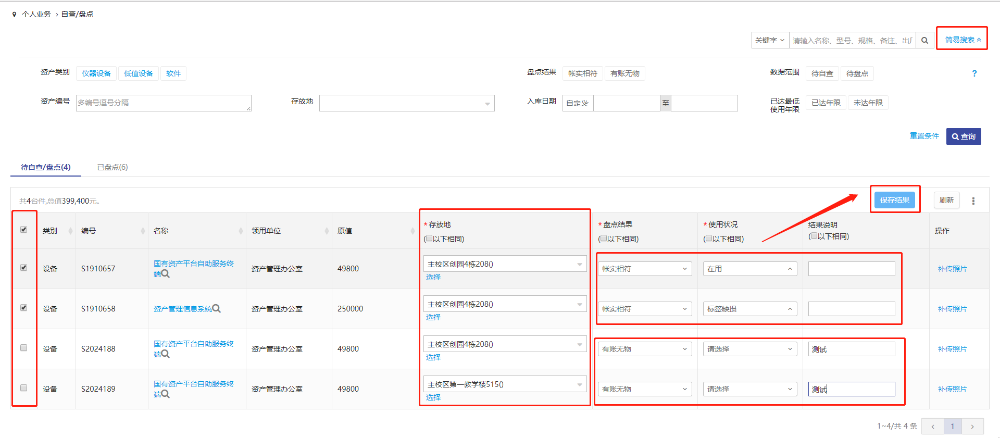 个人业务 › 自查/盘点
关键字 请输入名称、型号、规格、备注、出厂 简易搜索
资产类别 仪器设备 低值设备 软件 盘点结果 帐实相符 有账无物 数据范围 待自查 待盘点 ?
资产编号 多编号逗号分隔 存放地 入库日期 自定义 至 已达最低 已达年限 未达年限
使用年限
重置条件 查询
待自查/盘点(4) 已盘点(6)
共4台件,总值399,400元。 保存结果 刷新
类别 编号 名称 领用单位 原值 *存放地 *盘点结果 *使用状况 结果说明 操作
(以下相同) (以下相同) (以下相同) (以下相同)
设备 S1910657 国有资产平台自助服务终 资产管理办公室 49800 主校区创园4栋208() 帐实相符 在用 补传照片
端 选择
设备 S1910658 资产管理信息系统 资产管理办公室 250000 主校区创园4栋208() 帐实相符 标签缺损 补传照片
选择
设备 S2024188 国有资产平台自助服务终 资产管理办公室 49800 主校区创园4栋208() 有账无物 请选择 测试 补传照片
端 选择
设备 S2024189 国有资产平台自助服务终 资产管理办公室 49800 主校区第一教学楼515() 有账无物 请选择 测试 补传照片
端 选择
1~4/共 4 条 ‹ 1 ›